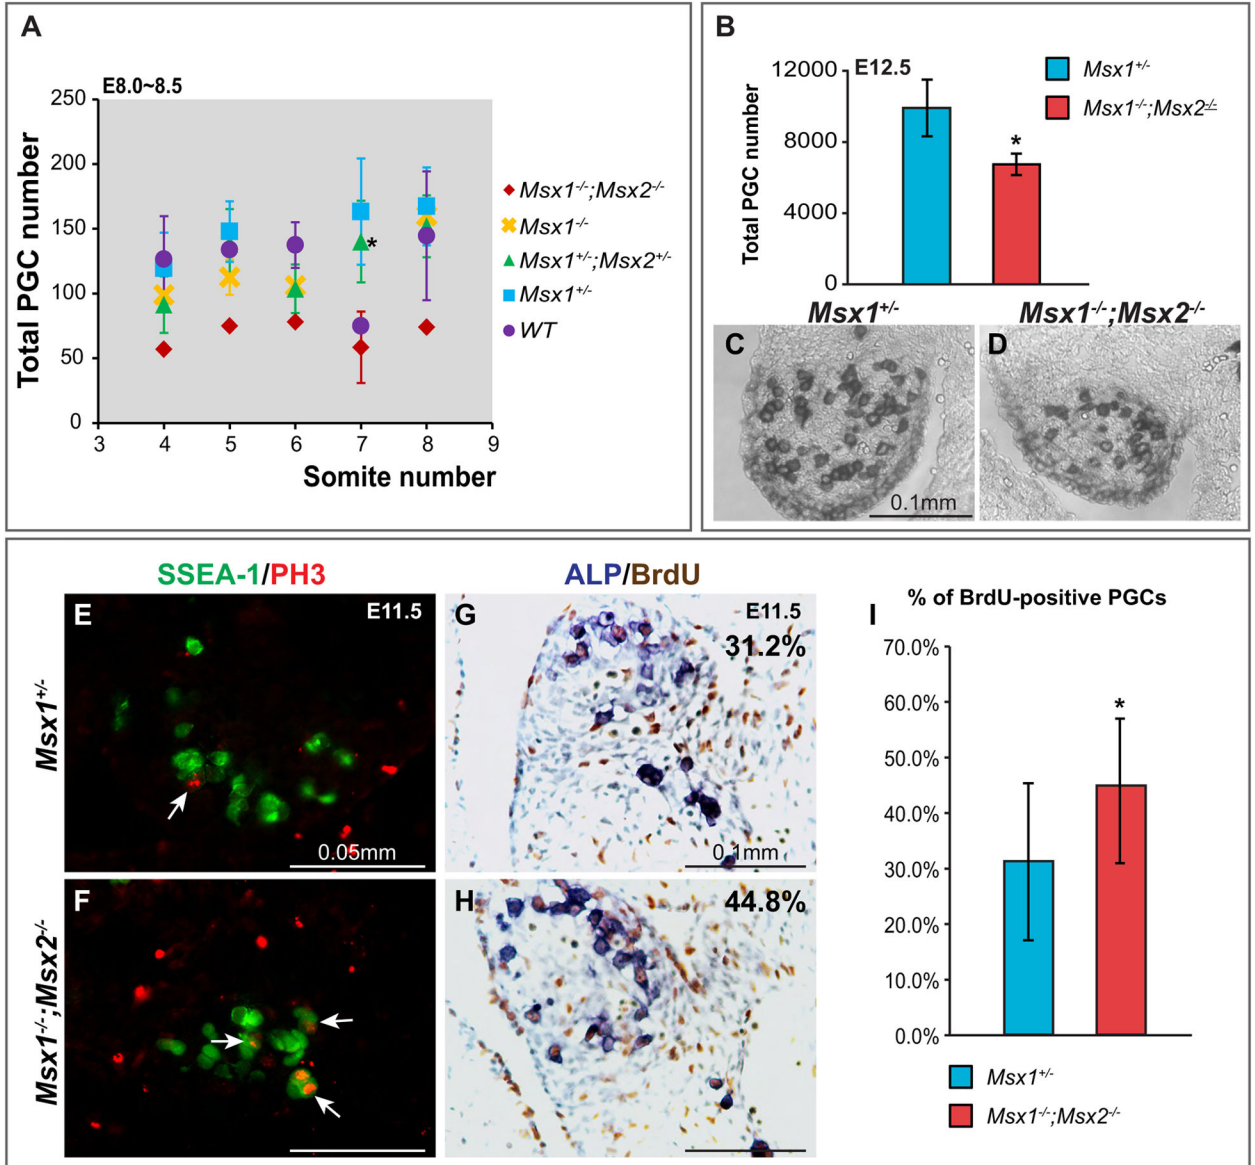 A
E8.0~8.5
Total PGC number
250
200
150
100
50
0
*
3 4 5 6 7 8 9
Somite number
Msx1-/-;Msx2-/-
Msx1-/-
Msx1+/-;Msx2+/-
Msx1+/-
WT
B
E12.5
Total PGC number
12000
8000
4000
0
*
Msx1+/-
Msx1-/-;Msx2-/-
Msx1+/- Msx1-/-;Msx2-/-
C
0.1mm
D
SSEA-1/PH3
ALP/BrdU
Msx1+/-
E
E11.5
0.05mm
G
E11.5
31.2%
0.1mm
Msx1-/-;Msx2-/-
F
H
44.8%
I
% of BrdU-positive PGCs
70.0%
60.0%
50.0%
40.0%
30.0%
20.0%
10.0%
0.0%
*
Msx1+/-
Msx1-/-;Msx2-/-